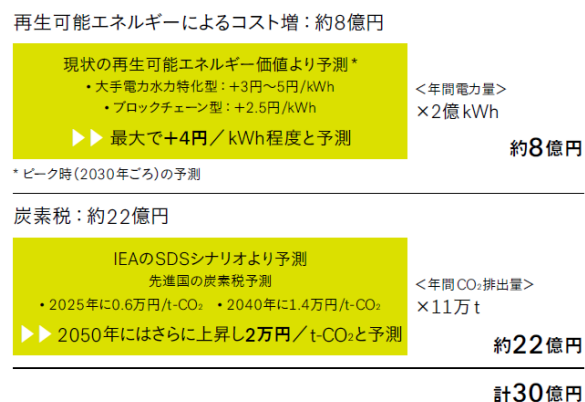 再生可能エネルギーによるコスト増：約8億円
現状の再生可能エネルギー価値より予測*
• 大手電力水力特化型：+3円〜5円/kWh
• ブロックチェーン型：+2.5円/kWh
▶▶ 最大で+4円／kWh程度と予測
＜年間電力量＞
×2億kWh
約8億円
* ピーク時（2030年ごろ）の予測
炭素税：約22億円
IEAのSDSシナリオより予測
先進国の炭素税予測
• 2025年に0.6万円/t-CO₂ • 2040年に1.4万円/t-CO₂
▶▶ 2050年にはさらに上昇し2万円／t-CO₂と予測
＜年間CO₂排出量＞
×11万t
約22億円
計30億円